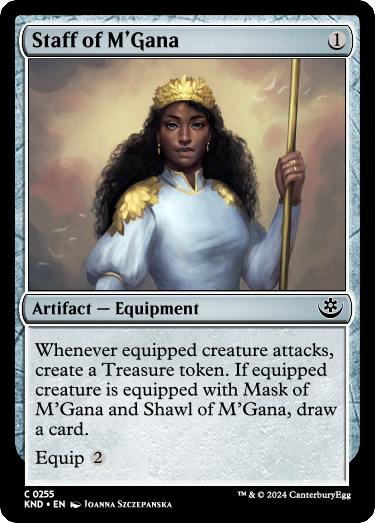 Staff of M'Gana 1
Artifact — Equipment
Whenever equipped creature attacks,
create a Treasure token. If equipped
creature is equipped with Mask of
M'Gana and Shawl of M'Gana, draw
a card.
Equip 2
C 0255
KND • EN Joanna Szczepanska
™ & © 2024 CanterburyEgg